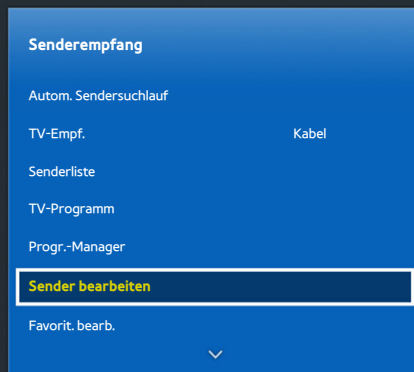 Senderempfang
Autom. Sendersuchlauf
TV-Empf. Kabel
Senderliste
TV-Programm
Progr.-Manager
Sender bearbeiten
Favorit. bearb.